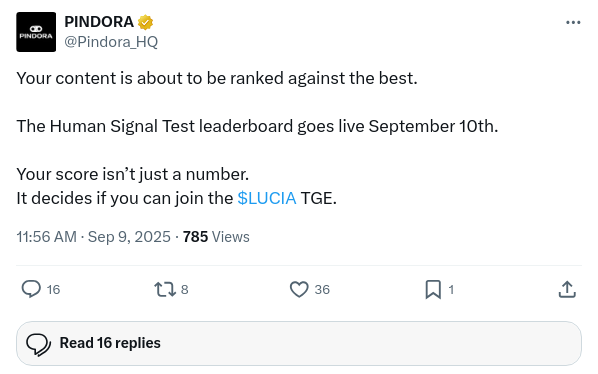 PINDORA
PINDORA
@Pindora_HQ
Your content is about to be ranked against the best.
The Human Signal Test leaderboard goes live September 10th.
Your score isn’t just a number.
It decides if you can join the $LUCIA TGE.
11:56 AM · Sep 9, 2025 · 785 Views
16 8 36 1
Read 16 replies